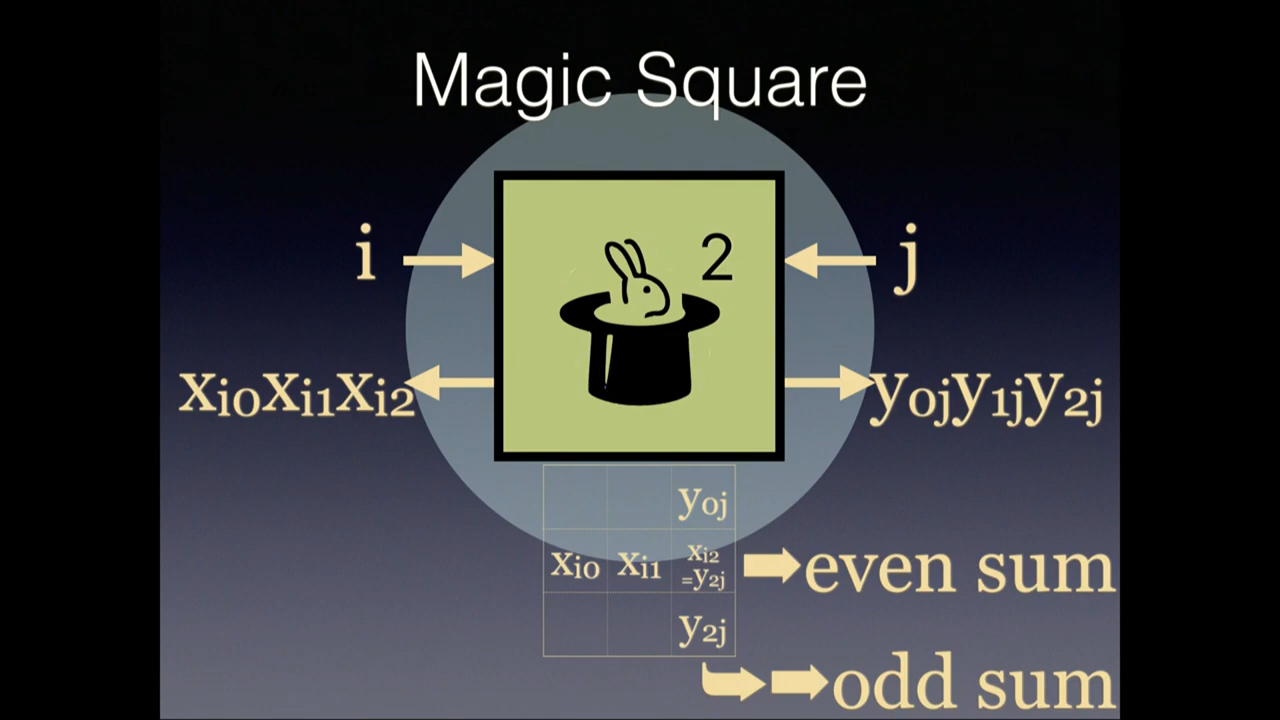 Magic Square
2
i
j
xi0xi1xi2
y0jy1jy2j
y0j
xi0 xi1 xi2
=y2j
even sum
y2j
odd sum